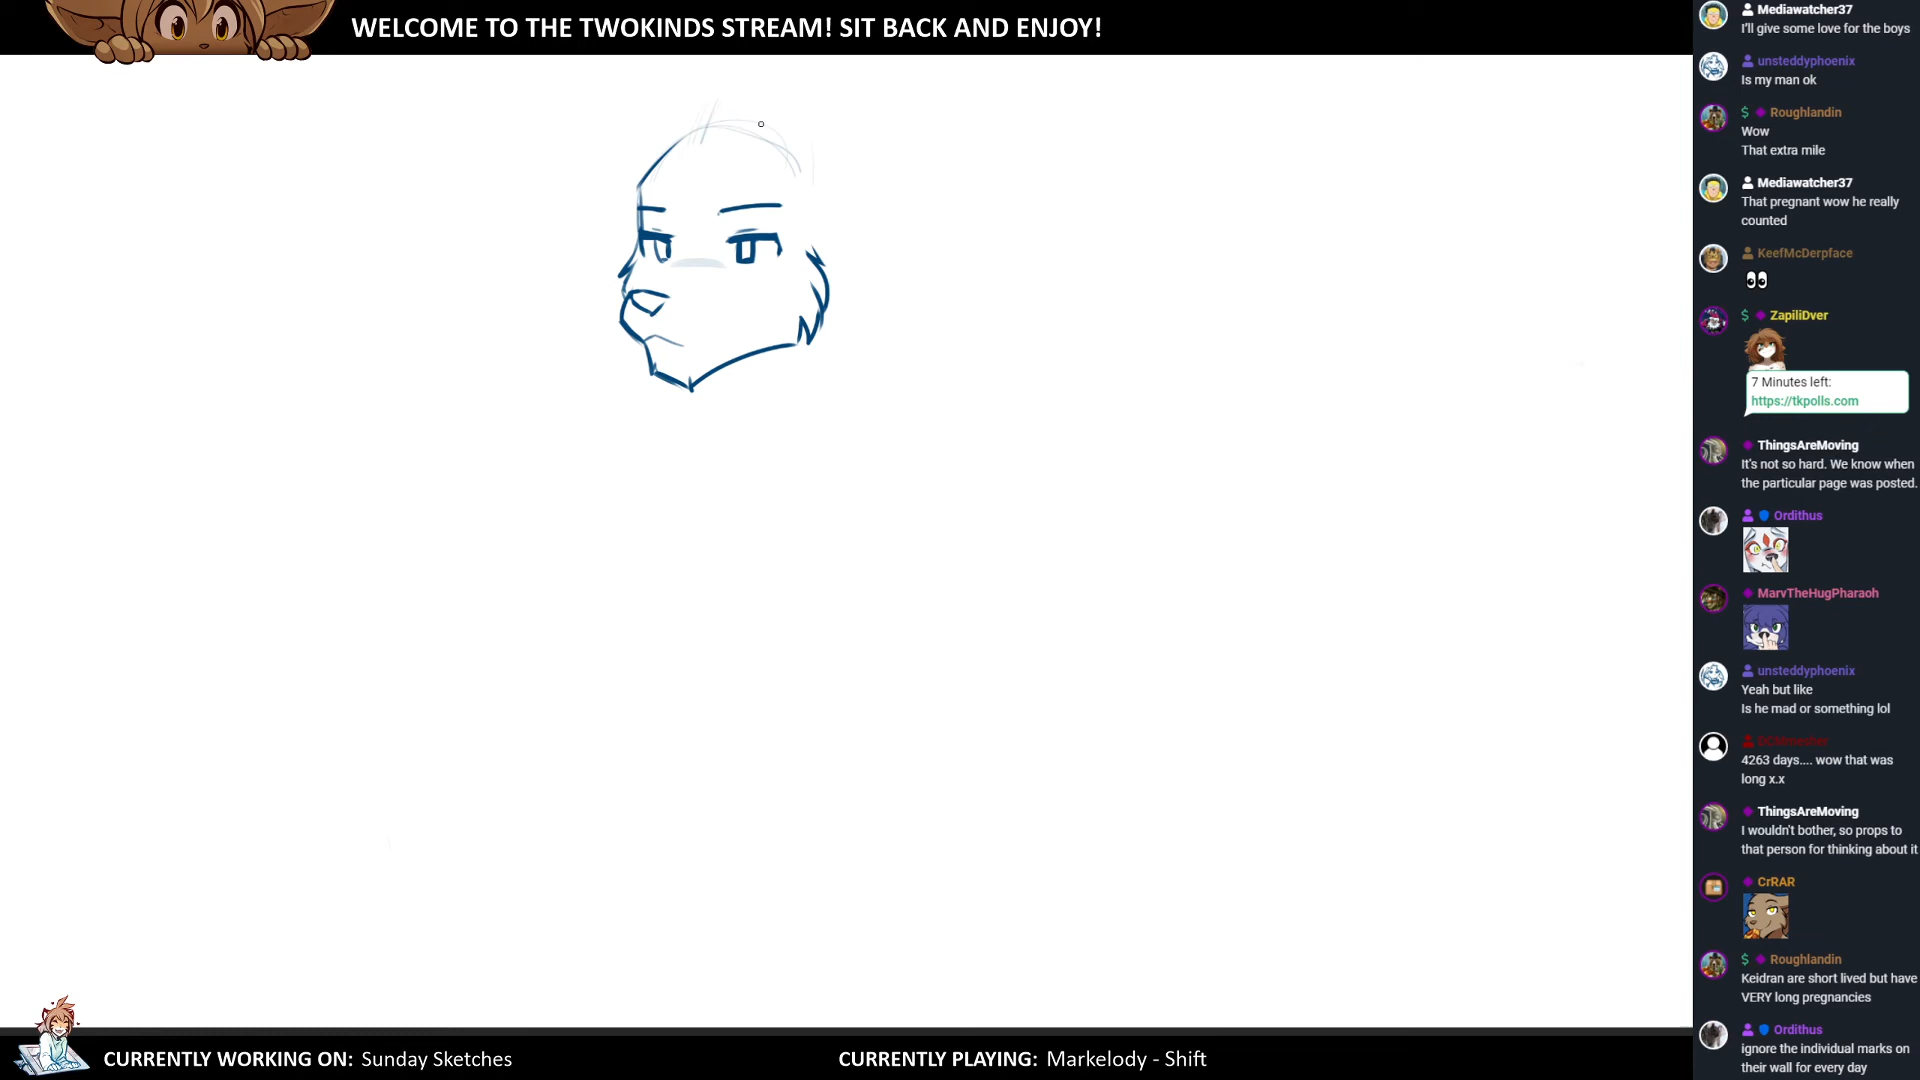 WELCOME TO THE TWOKINDS STREAM! SIT BACK AND ENJOY!
Mediawatcher37
I'll give some love for the boys
unsteddyphoenix
Is my man ok
$ Roughlandin
Wow
That extra mile
Mediawatcher37
That pregnant wow he really
counted
KeefMcDerpface
$ ZapiliDver
7 Minutes left:
https://tkpolls.com
ThingsAreMoving
It's not so hard. We know when
the particular page was posted.
Ordithus
MarvTheHugPharaoh
unsteddyphoenix
Yeah but like
Is he mad or something lol
4263 days.... wow that was
long x.x
ThingsAreMoving
I wouldn't bother, so props to
that person for thinking about it
CrRAR
$ Roughlandin
Keidran are short lived but have
VERY long pregnancies
Ordithus
ignore the individual marks on
their wall for every day
CURRENTLY WORKING ON: Sunday Sketches
CURRENTLY PLAYING: Markelody - Shift